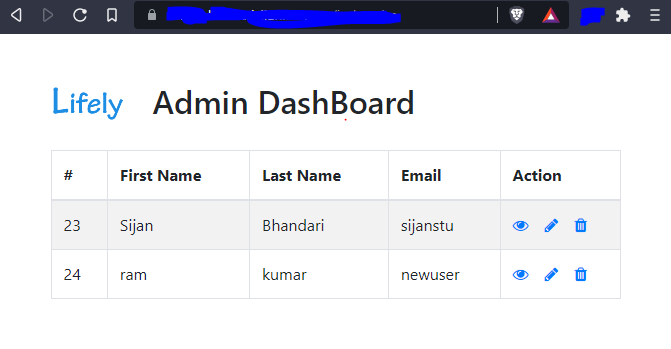 Lifely Admin DashBoard
# First Name Last Name Email Action
23 Sijan Bhandari sijanstu
24 ram kumar newuser